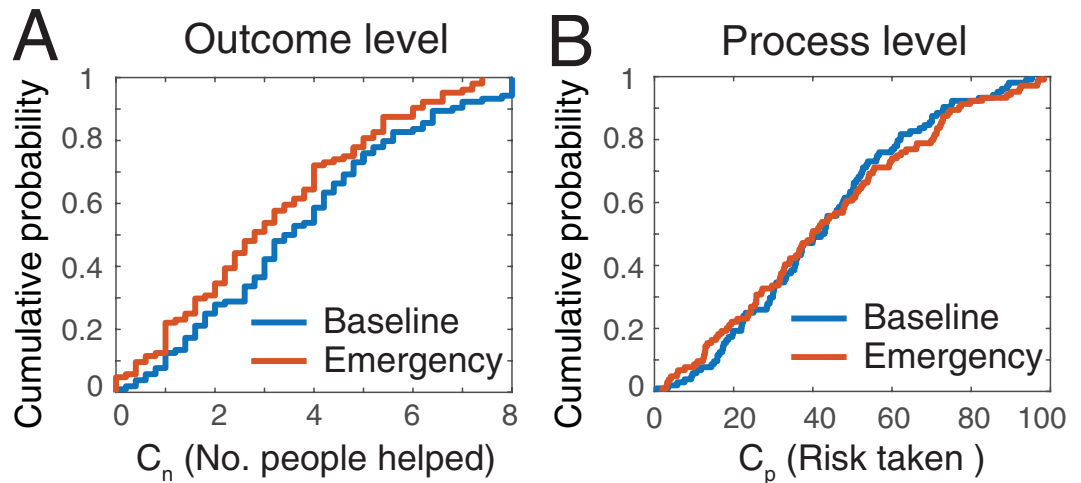 A
Outcome level
Cumulative probability
1
0.8
0.6
0.4
0.2
0
Baseline
Emergency
0 2 4 6 8
C_n (No. people helped)
B
Process level
Cumulative probability
1
0.8
0.6
0.4
0.2
0
Baseline
Emergency
0 20 40 60 80 100
C_p (Risk taken )